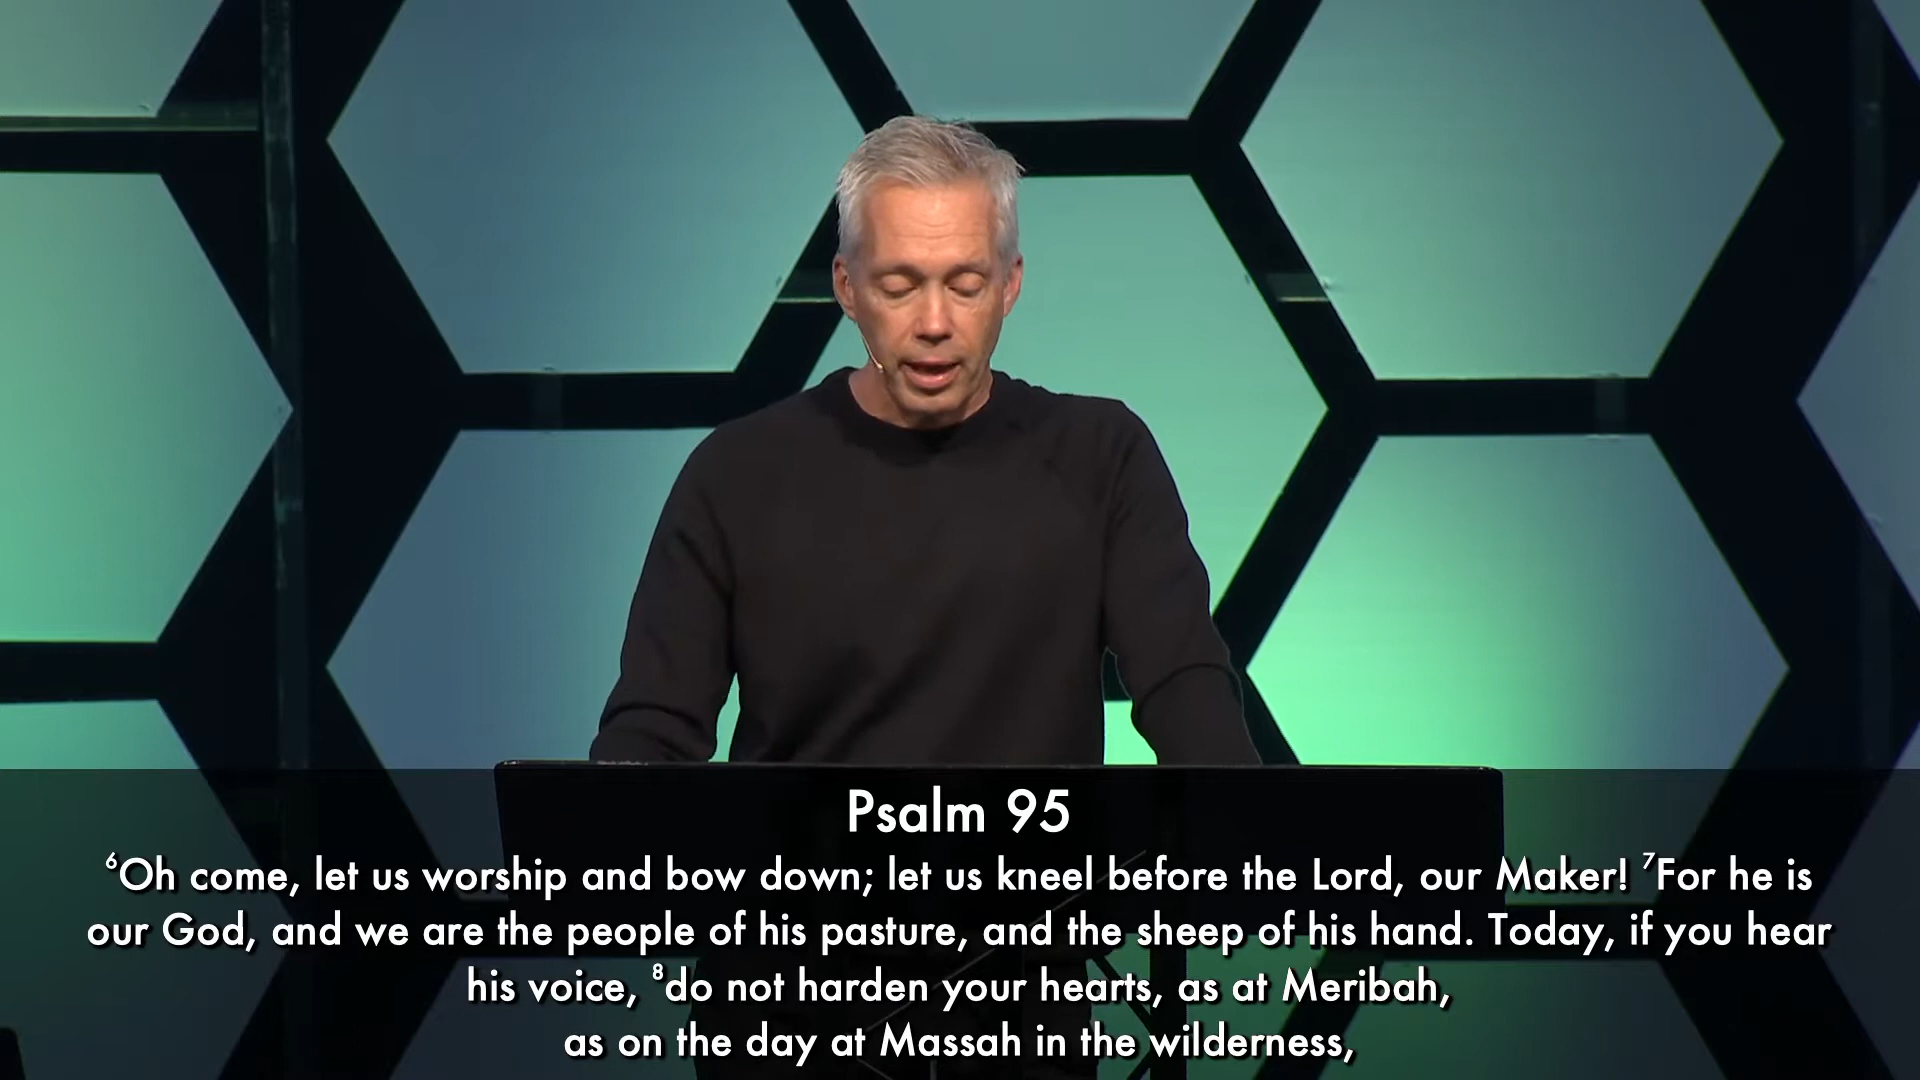 Psalm 95
⁶Oh come, let us worship and bow down; let us kneel before the Lord, our Maker! ⁷For he is
our God, and we are the people of his pasture, and the sheep of his hand. Today, if you hear
his voice, ⁸do not harden your hearts, as at Meribah,
as on the day at Massah in the wilderness,